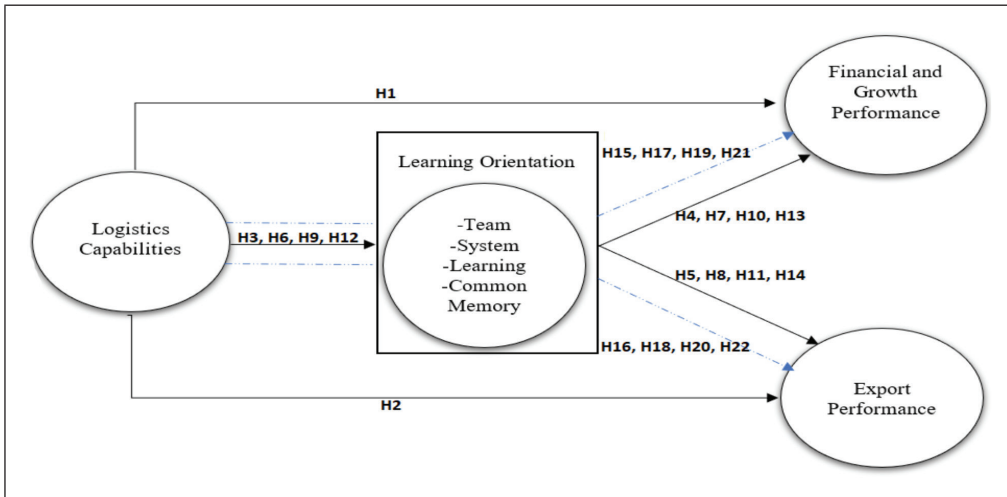 H1
Financial and
Growth
Performance
Learning Orientation
H15, H17, H19, H21
Logistics
Capabilities
H3, H6, H9, H12
-Team
-System
-Learning
-Common
Memory
H4, H7, H10, H13
H5, H8, H11, H14
H16, H18, H20, H22
H2
Export
Performance